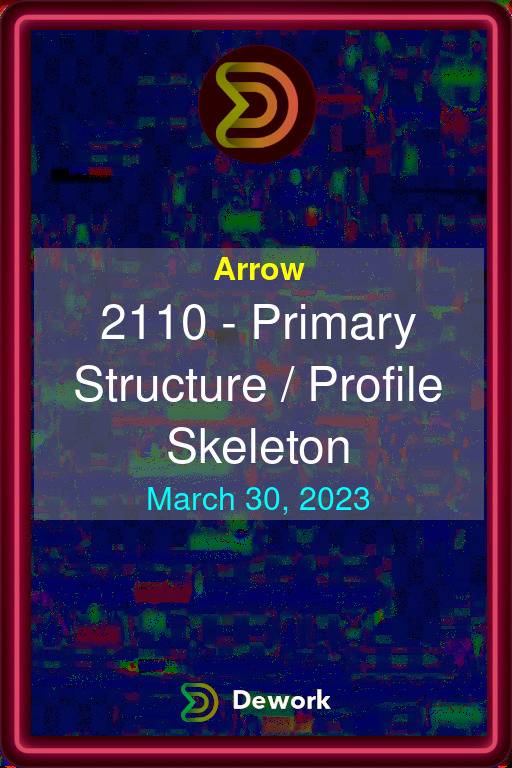 Arrow
2110 - Primary
Structure / Profile
Skeleton
March 30, 2023
Dework